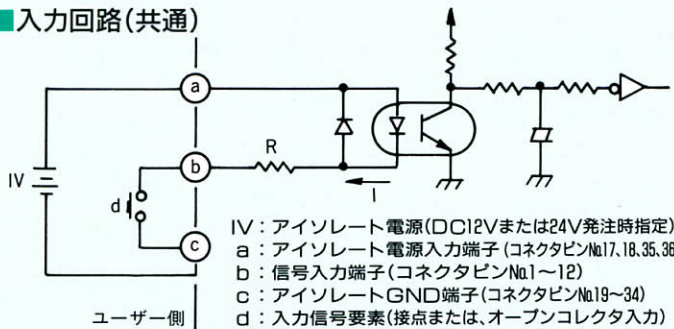 ■入力回路(共通)
a
b
R
I
IV
d
c
ユーザー側
IV：アイソレート電源(DC12Vまたは24V発注時指定)
a：アイソレート電源入力端子(コネクタピン№17、18、35、36
b：信号入力端子(コネクタピン№1～12)
c：アイソレートGND端子(コネクタピン№19～34)
d：入力信号要素(接点または、オープンコレクタ入力)